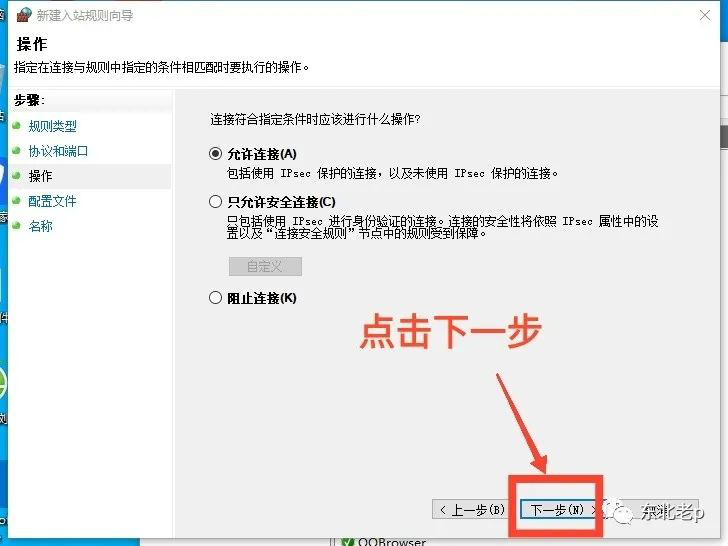 新建入站规则向导
操作
指定在连接与规则中指定的条件相匹配时要执行的操作。
步骤:
规则类型
协议和端口
操作
配置文件
名称
连接符合指定条件时应该进行什么操作?
允许连接(A)
包括使用 IPsec 保护的连接，以及未使用 IPsec 保护的连接。
只允许安全连接(C)
只包括使用 IPsec 进行身份验证的连接。连接的安全性将依照 IPsec 属性中的设
置以及“连接安全规则”节点中的规则受到保障。
自定义
阻止连接(K)
点击下一步
< 上一步(B)
下一步(N) >
东北老p
QQBrowser